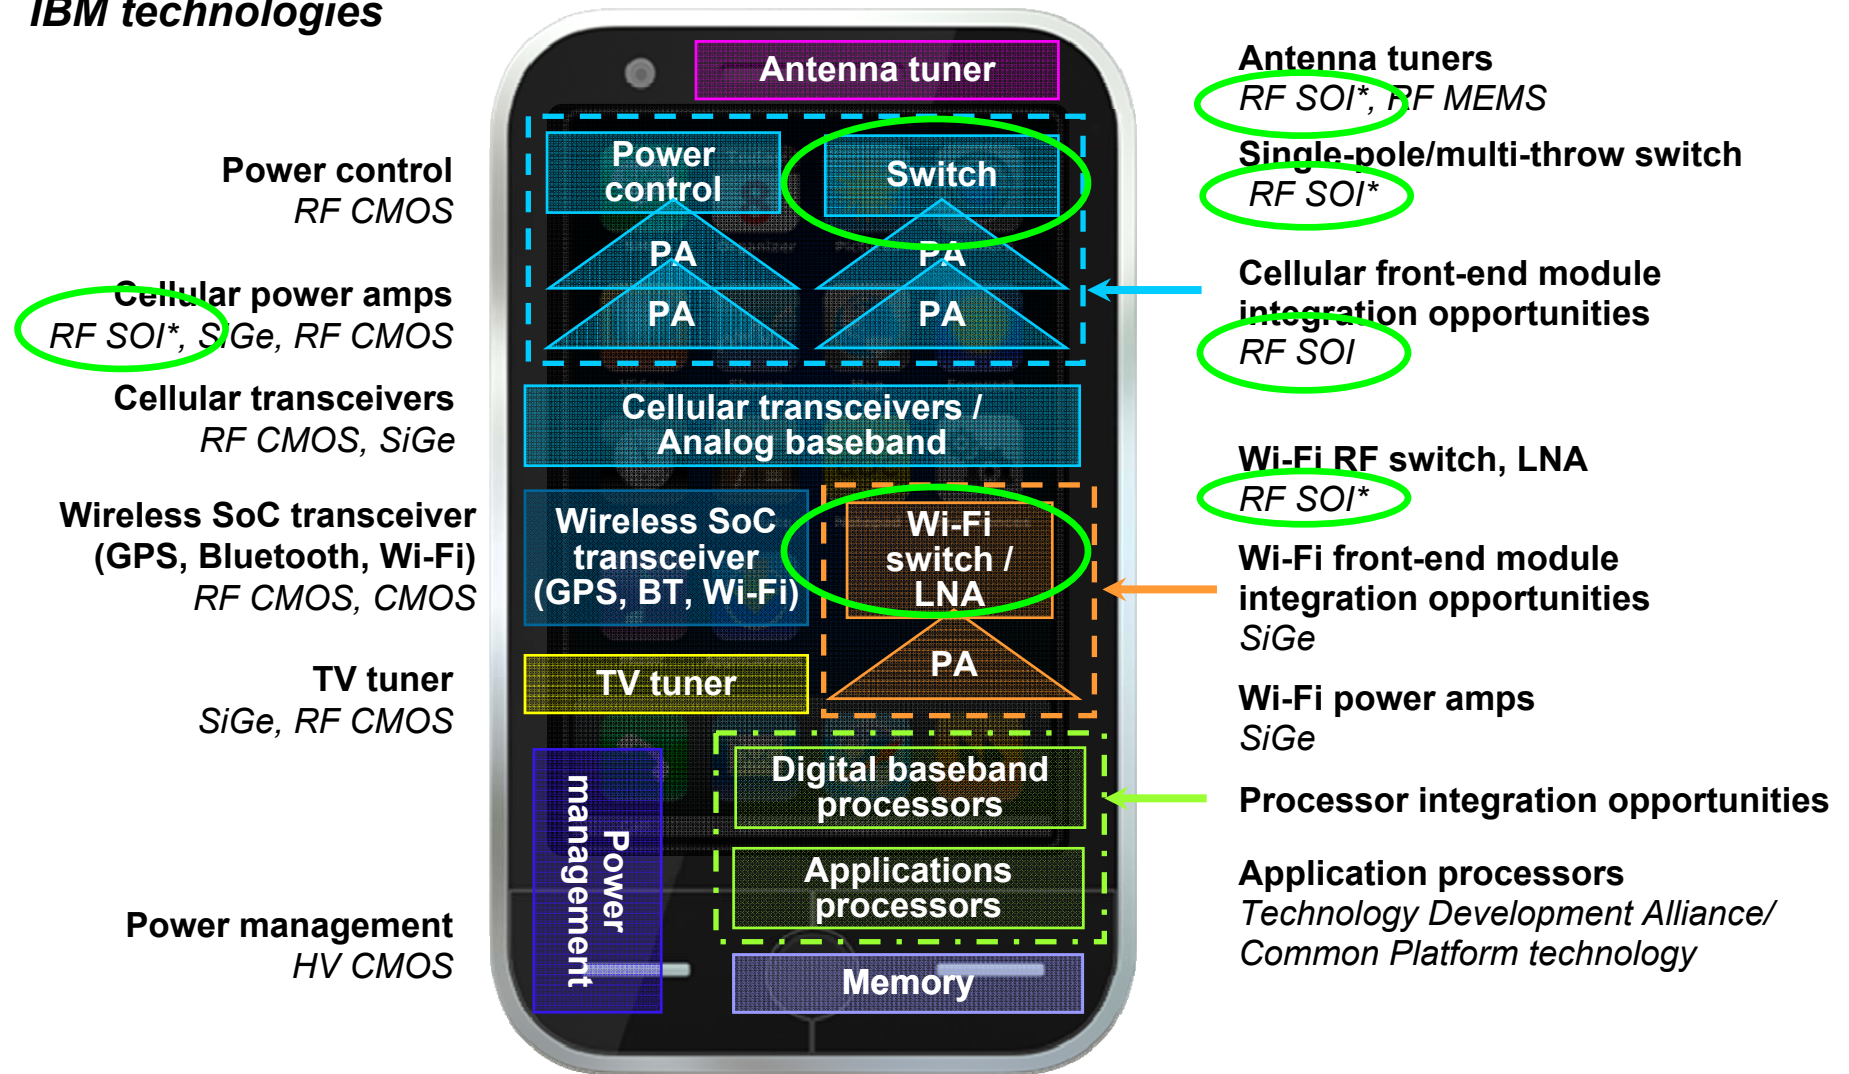 IBM technologies
Power control
RF CMOS
Cellular power amps
RF SOI*, SiGe, RF CMOS
Cellular transceivers
RF CMOS, SiGe
Wireless SoC transceiver
(GPS, Bluetooth, Wi-Fi)
RF CMOS, CMOS
TV tuner
SiGe, RF CMOS
Power management
HV CMOS
Antenna tuner
Power
control
Switch
PA
PA
PA
PA
Cellular transceivers /
Analog baseband
Wireless SoC
transceiver
(GPS, BT, Wi-Fi)
Wi-Fi
switch /
LNA
PA
TV tuner
Power
management
Digital baseband
processors
Applications
processors
Memory
Antenna tuners
RF SOI*, RF MEMS
Single-pole/multi-throw switch
RF SOI*
Cellular front-end module
integration opportunities
RF SOI
Wi-Fi RF switch, LNA
RF SOI*
Wi-Fi front-end module
integration opportunities
SiGe
Wi-Fi power amps
SiGe
Processor integration opportunities
Application processors
Technology Development Alliance/
Common Platform technology